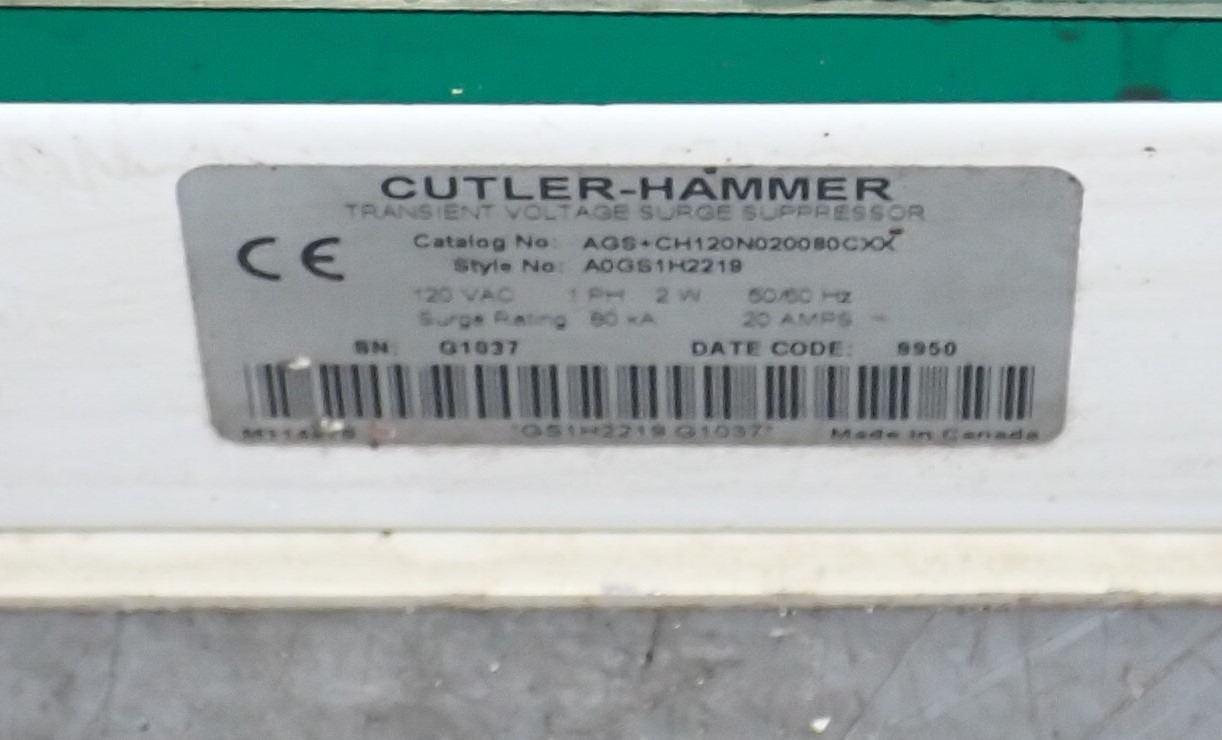 CUTLER-HAMMER
TRANSIENT VOLTAGE SURGE SUPPRESSOR
CE
Catalog No: AGS+CH120N020080CXX
Style No: A0GS1H2219
120 VAC 1 PH 2 W 50/60 Hz
Surge Rating 80 kA 20 AMPS ~
SN: G1037 DATE CODE: 9950
*GS1H2219 G1037* Made in Canada